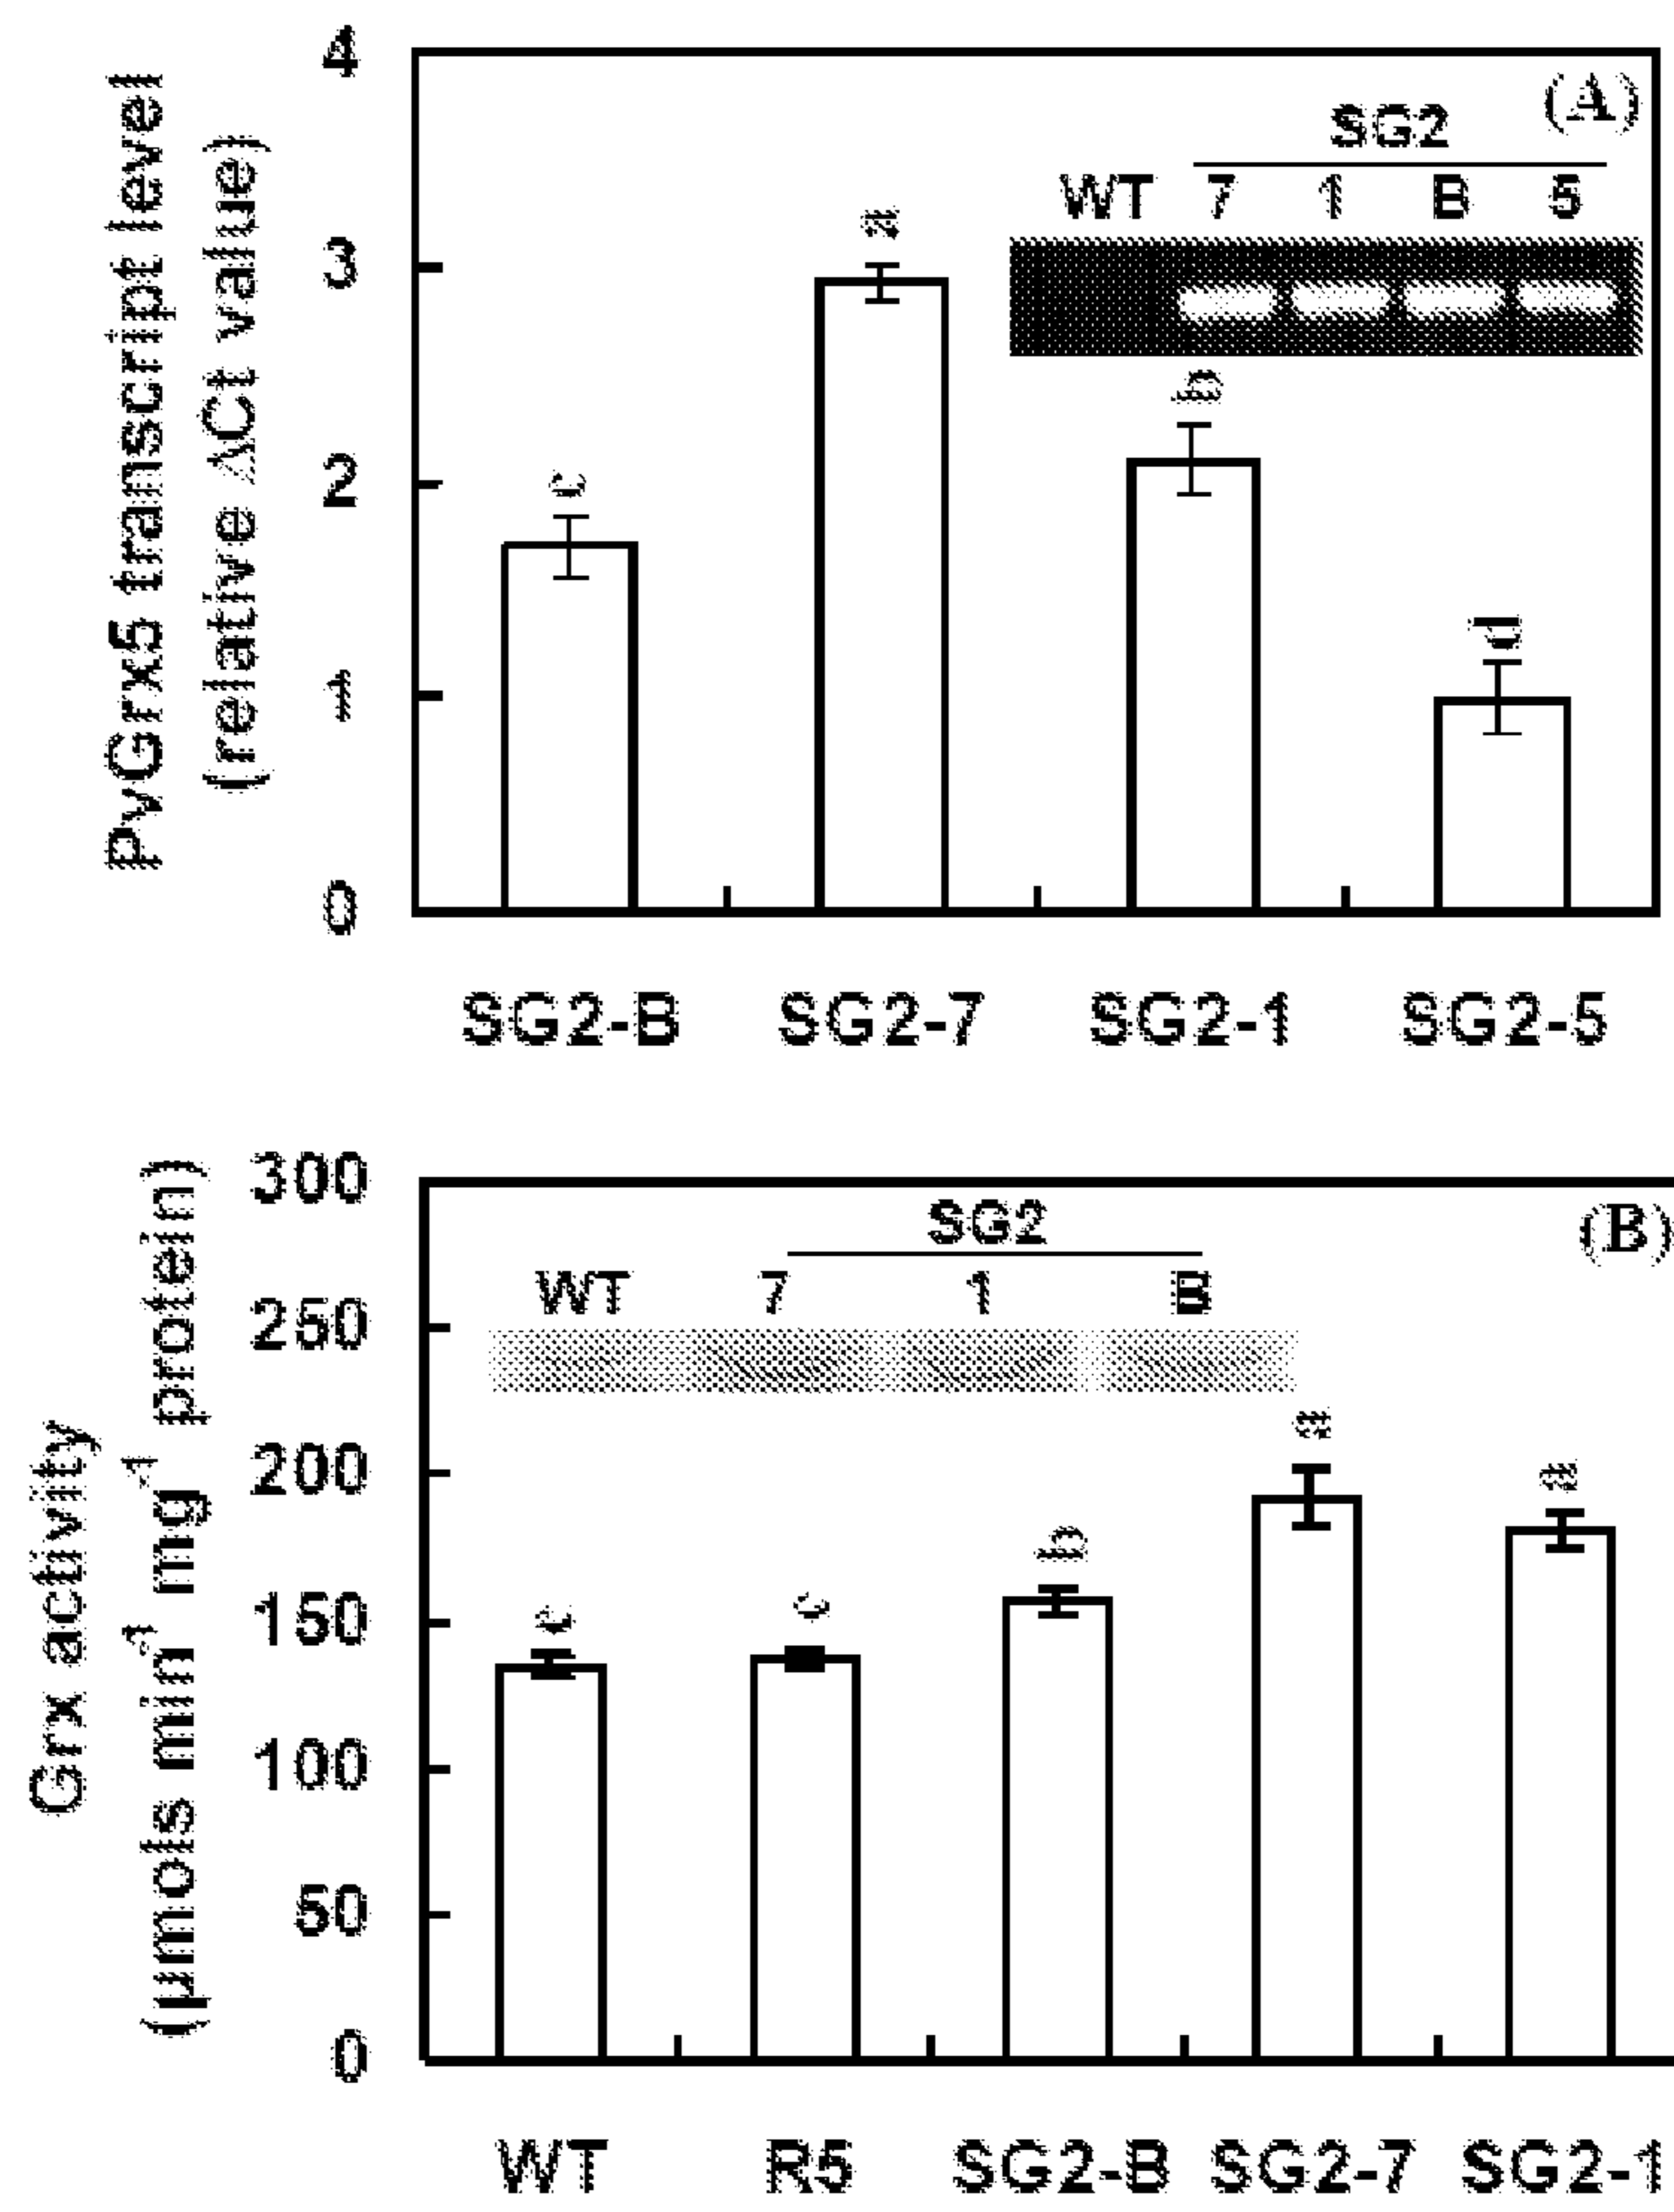 PvGrx5 transcript level
(relative ΔCt value)
4
3
2
1
0
(A)
SG2
WT 7 1 B 5
c
a
b
d
SG2-B SG2-7 SG2-1 SG2-5
Grx activity
(µmols min-1 mg-1 protein)
300
250
200
150
100
50
0
(B)
SG2
WT 7 1 B
c
c
b
a
a
WT R5 SG2-B SG2-7 SG2-1